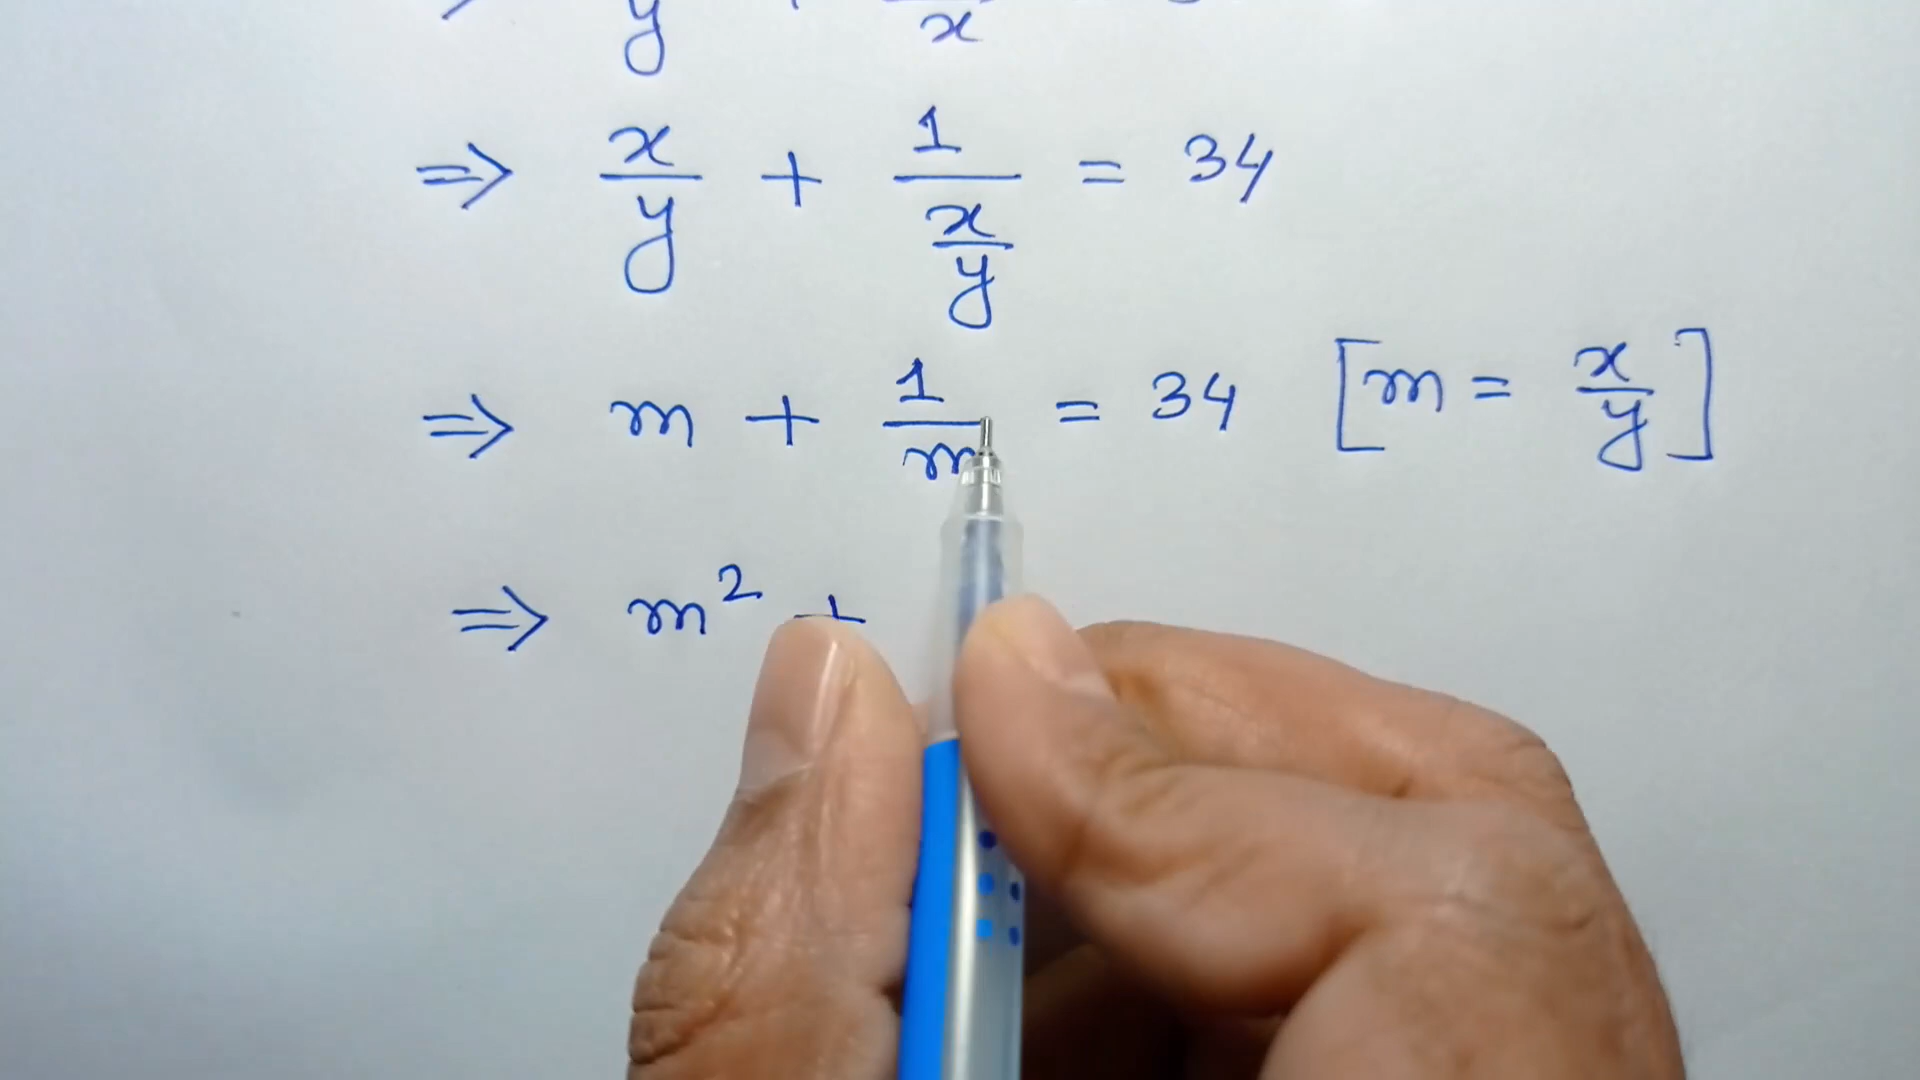 ⇒ x/y + 1/(x/y) = 34
⇒ m + 1/m = 34 [m = x/y]
⇒ m² +